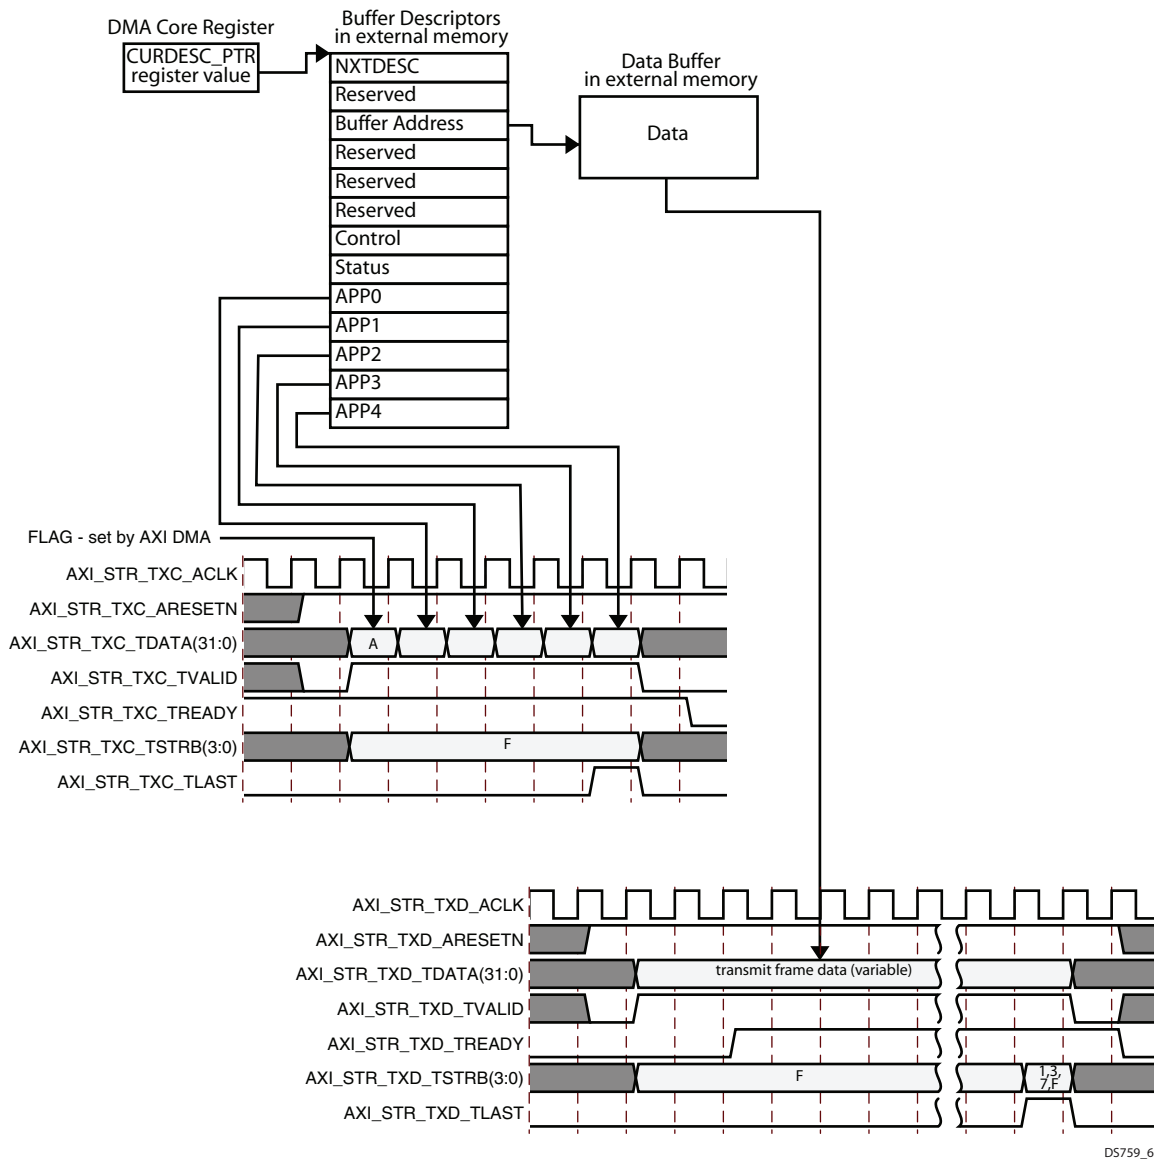 DMA Core Register
CURDESC_PTR
register value
Buffer Descriptors
in external memory
NXTDESC
Reserved
Buffer Address
Reserved
Reserved
Reserved
Control
Status
APP0
APP1
APP2
APP3
APP4
Data Buffer
in external memory
Data
FLAG - set by AXI DMA
AXI_STR_TXC_ACLK
AXI_STR_TXC_ARESETN
AXI_STR_TXC_TDATA(31:0)
A
AXI_STR_TXC_TVALID
AXI_STR_TXC_TREADY
AXI_STR_TXC_TSTRB(3:0)
F
AXI_STR_TXC_TLAST
AXI_STR_TXD_ACLK
AXI_STR_TXD_ARESETN
AXI_STR_TXD_TDATA(31:0)
transmit frame data (variable)
AXI_STR_TXD_TVALID
AXI_STR_TXD_TREADY
AXI_STR_TXD_TSTRB(3:0)
F
1,3,
7,F
AXI_STR_TXD_TLAST
DS759_6